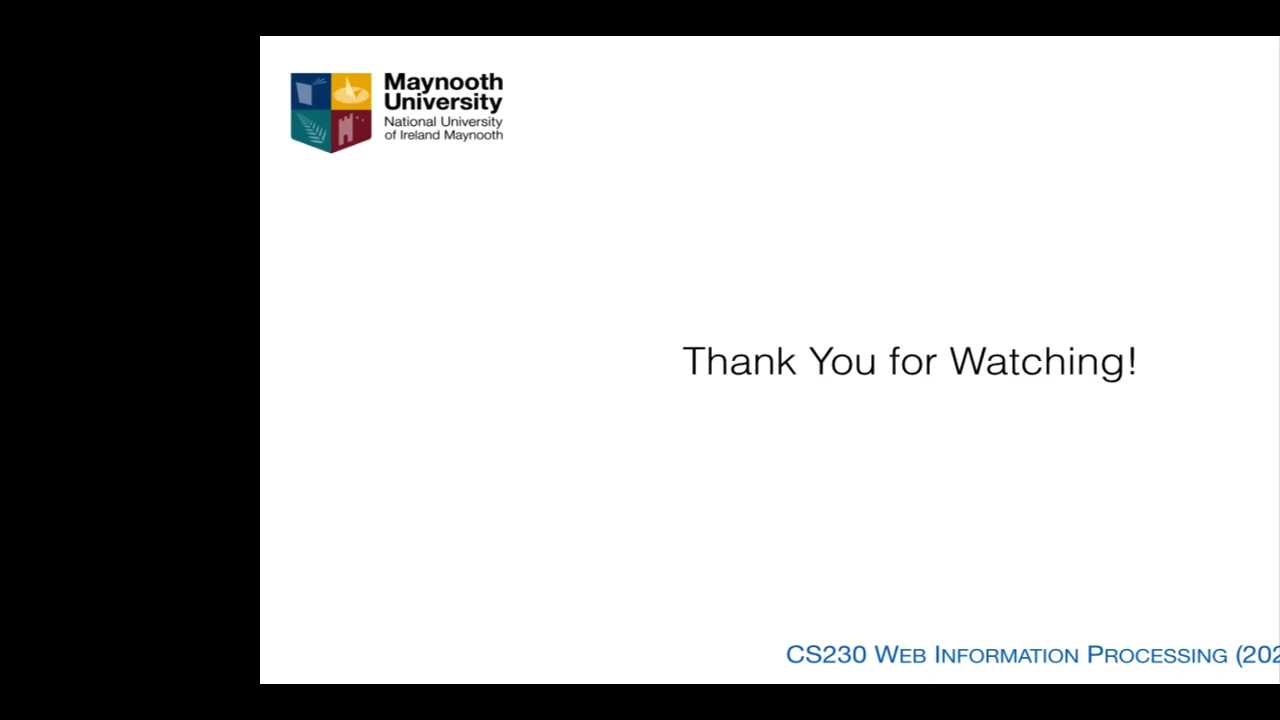 Maynooth
University
National University
of Ireland Maynooth
Thank You for Watching!
CS230 WEB INFORMATION PROCESSING (202